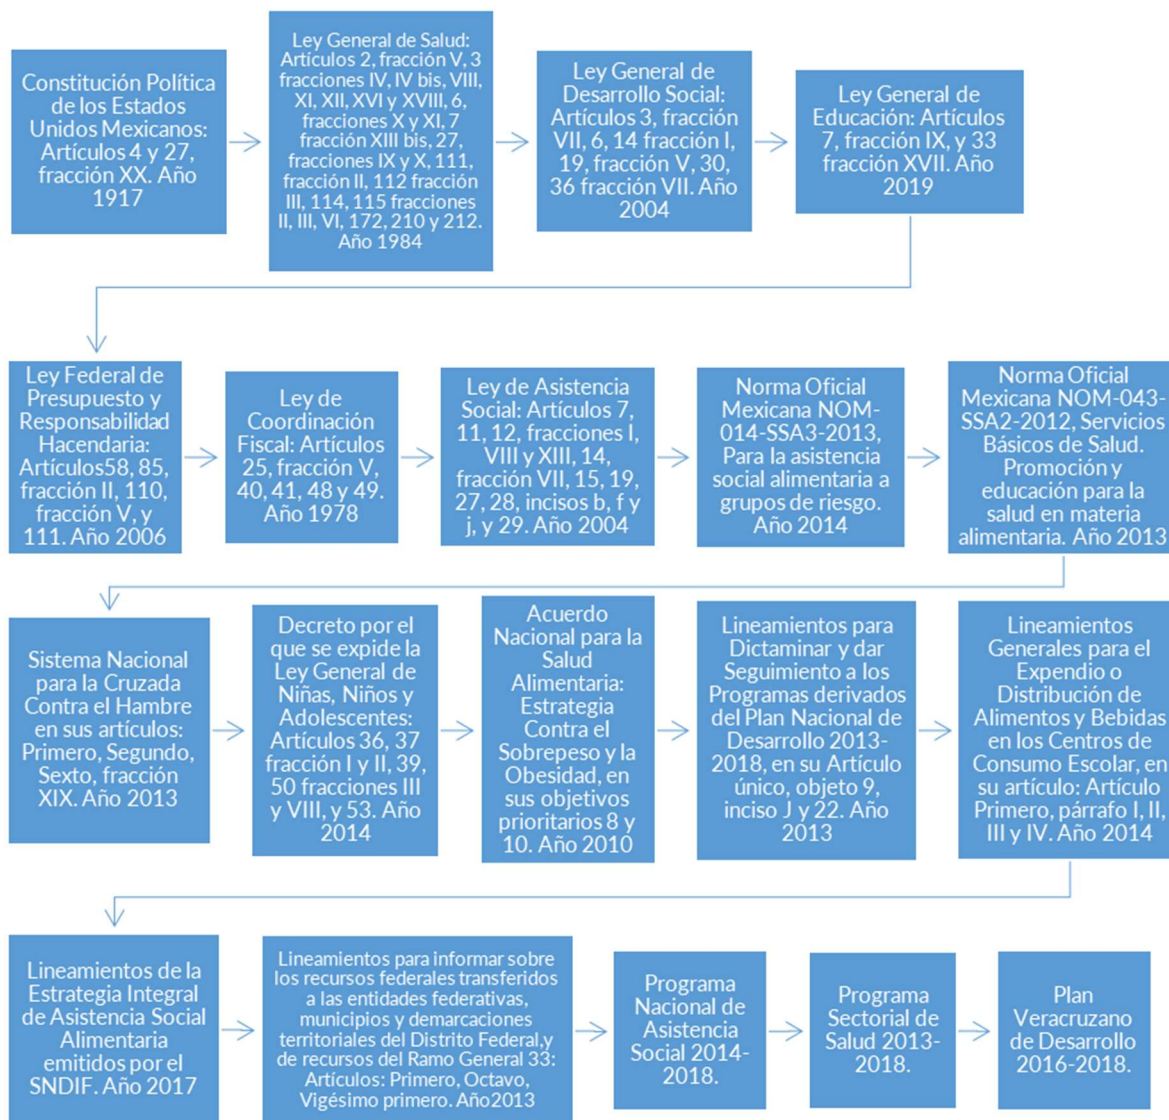 Constitución Política
de los Estados
Unidos Mexicanos:
Artículos 4 y 27,
fracción XX. Año
1917
Ley General de Salud:
Artículos 2, fracción V, 3
fracciones IV, IV bis, VIII,
XI, XII, XVI y XVIII, 6,
fracciones X y XI, 7
fracción XIII bis, 27,
fracciones IX y X, 111,
fracción II, 112 fracción
III, 114, 115 fracciones
II, III, VI, 172, 210 y 212.
Año 1984
Ley General de
Desarrollo Social:
Artículos 3, fracción
VII, 6, 14 fracción I,
19, fracción V, 30,
36 fracción VII. Año
2004
Ley General de
Educación: Artículos
7, fracción IX, y 33
fracción XVII. Año
2019
Ley Federal de
Presupuesto y
Responsabilidad
Hacendaria:
Artículos58, 85,
fracción II, 110,
fracción V, y
111. Año 2006
Ley de
Coordinación
Fiscal: Artículos
25, fracción V,
40, 41, 48 y 49.
Año 1978
Ley de Asistencia
Social: Artículos 7,
11, 12, fracciones I,
VIII y XIII, 14,
fracción VII, 15, 19,
27, 28, incisos b, f y
j, y 29. Año 2004
Norma Oficial
Mexicana NOM-
014-SSA3-2013,
Para la asistencia
social alimentaria a
grupos de riesgo.
Año 2014
Norma Oficial
Mexicana NOM-043-
SSA2-2012, Servicios
Básicos de Salud.
Promoción y
educación para la
salud en materia
alimentaria. Año 2013
Sistema Nacional
para la Cruzada
Contra el Hambre
en sus artículos:
Primero, Segundo,
Sexto, fracción
XIX. Año 2013
Decreto por el
que se expide la
Ley General de
Niñas, Niños y
Adolescentes:
Artículos 36, 37
fracción I y II, 39,
50 fracciones III
y VIII, y 53. Año
2014
Acuerdo
Nacional para la
Salud
Alimentaria:
Estrategia
Contra el
Sobrepeso y la
Obesidad, en
sus objetivos
prioritarios 8 y
10. Año 2010
Lineamientos para
Dictaminar y dar
Seguimiento a los
Programas derivados
del Plan Nacional de
Desarrollo 2013-
2018, en su Artículo
único, objeto 9,
inciso J y 22. Año
2013
Lineamientos
Generales para el
Expendio o
Distribución de
Alimentos y Bebidas
en los Centros de
Consumo Escolar, en
su artículo: Artículo
Primero, párrafo I, II,
III y IV. Año 2014
Lineamientos de la
Estrategia Integral
de Asistencia Social
Alimentaria
emitidos por el
SNDIF. Año 2017
Lineamientos para informar sobre
los recursos federales transferidos
a las entidades federativas,
municipios y demarcaciones
territoriales del Distrito Federal,y
de recursos del Ramo General 33:
Artículos: Primero, Octavo,
Vigésimo primero. Año2013
Programa
Nacional de
Asistencia
Social 2014-
2018.
Programa
Sectorial de
Salud 2013-
2018.
Plan
Veracruzano
de Desarrollo
2016-2018.